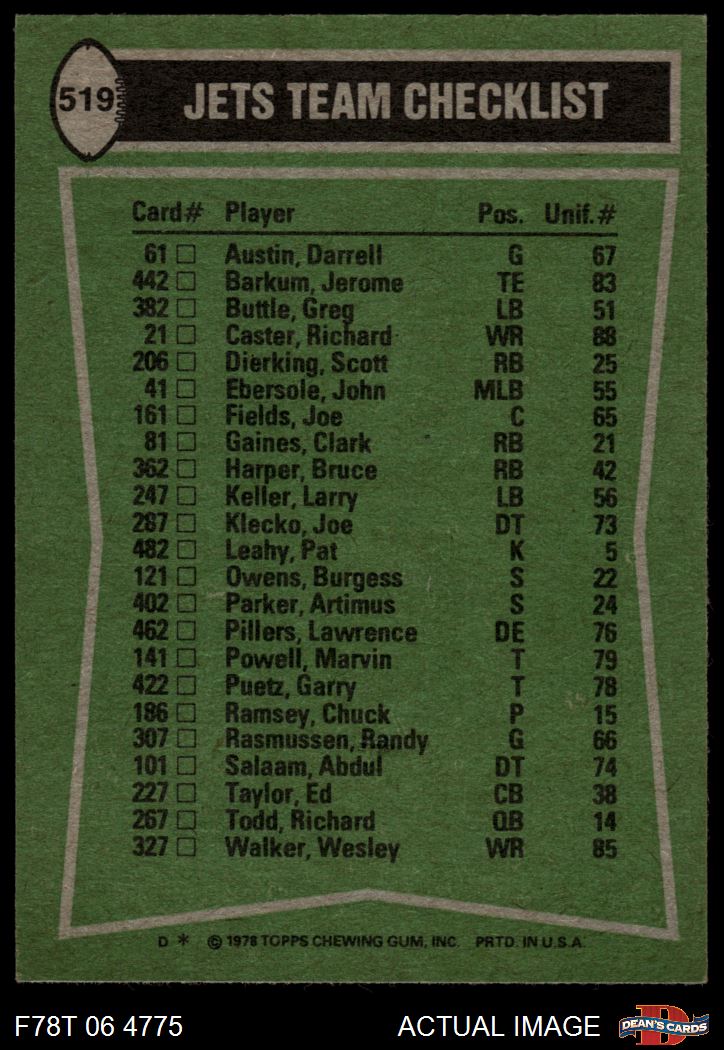 519 JETS TEAM CHECKLIST
Card# Player Pos. Unif.#
61 Austin, Darrell G 67
442 Barkum, Jerome TE 83
382 Buttle, Greg LB 51
21 Caster, Richard WR 88
206 Dierking, Scott RB 25
41 Ebersole, John MLB 55
161 Fields, Joe C 65
81 Gaines, Clark RB 21
362 Harper, Bruce RB 42
247 Keller, Larry LB 56
287 Klecko, Joe DT 73
482 Leahy, Pat K 5
121 Owens, Burgess S 22
402 Parker, Artimus S 24
462 Pillers, Lawrence DE 76
141 Powell, Marvin T 79
422 Puetz, Garry T 78
186 Ramsey, Chuck P 15
307 Rasmussen, Randy G 66
101 Salaam, Abdul DT 74
227 Taylor, Ed CB 38
267 Todd, Richard QB 14
327 Walker, Wesley WR 85
D * © 1978 TOPPS CHEWING GUM, INC. PRTD. IN U.S.A.
F78T 06 4775 ACTUAL IMAGE D DEAN'S CARDS